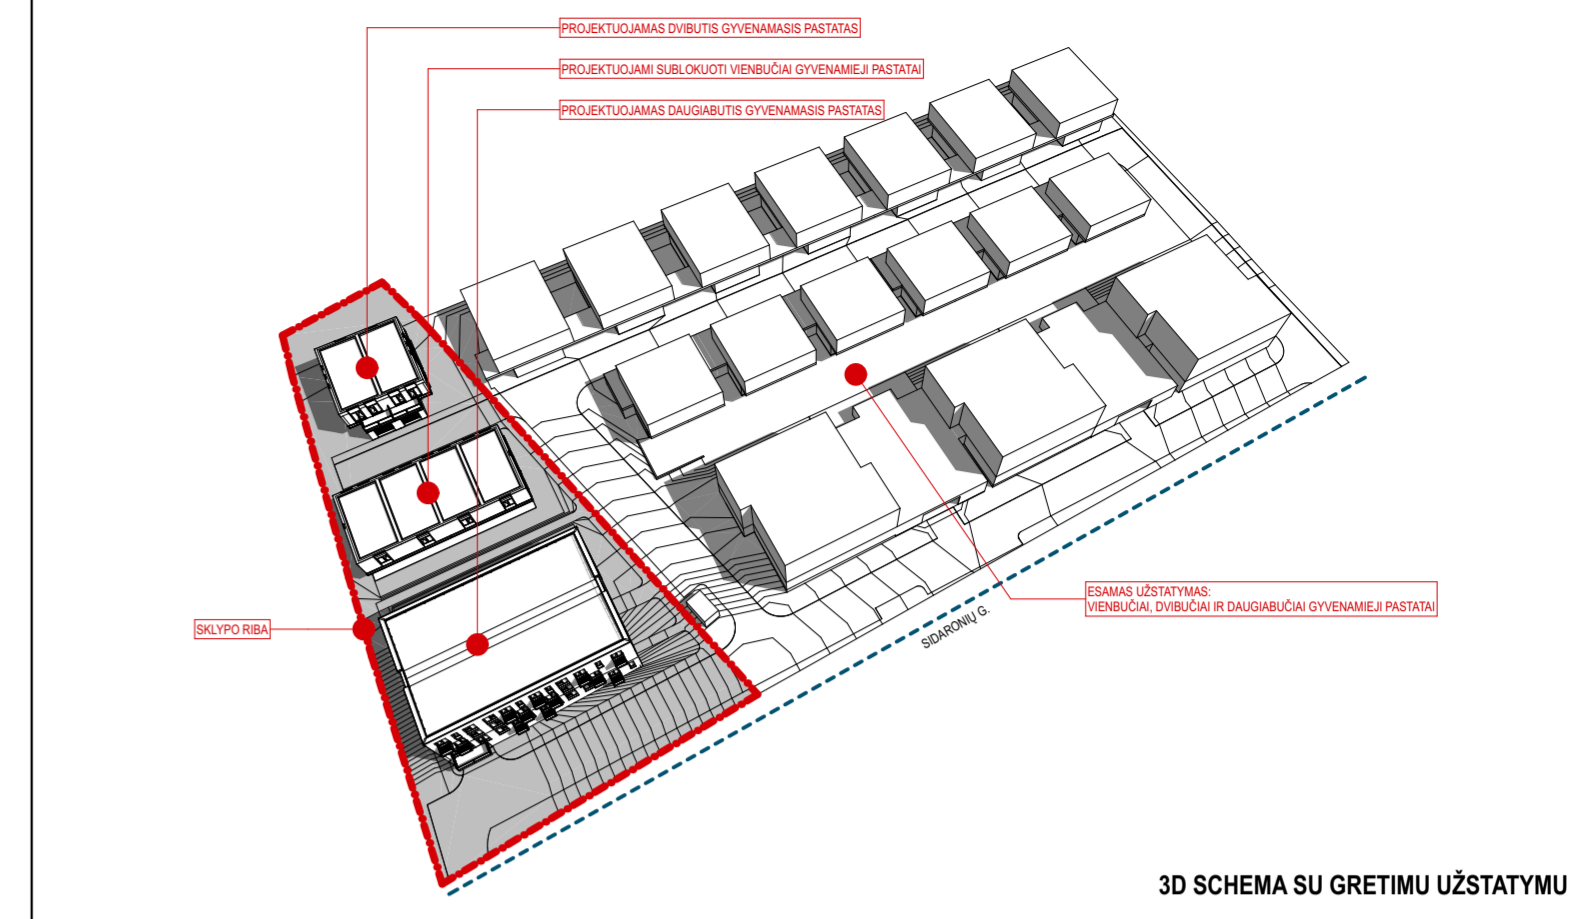 PROJEKTUOJAMAS DVIBUTIS GYVENAMASIS PASTATAS
PROJEKTUOJAMI SUBLOKUOTI VIENBUČIAI GYVENAMIEJI PASTATAI
PROJEKTUOJAMAS DAUGIABUTIS GYVENAMASIS PASTATAS
ESAMAS UŽSTATYMAS:
VIENBUČIAI, DVIBUČIAI IR DAUGIABUČIAI GYVENAMIEJI PASTATAI
SIDARONIŲ G.
SKLYPO RIBA
3D SCHEMA SU GRETIMU UŽSTATYMU